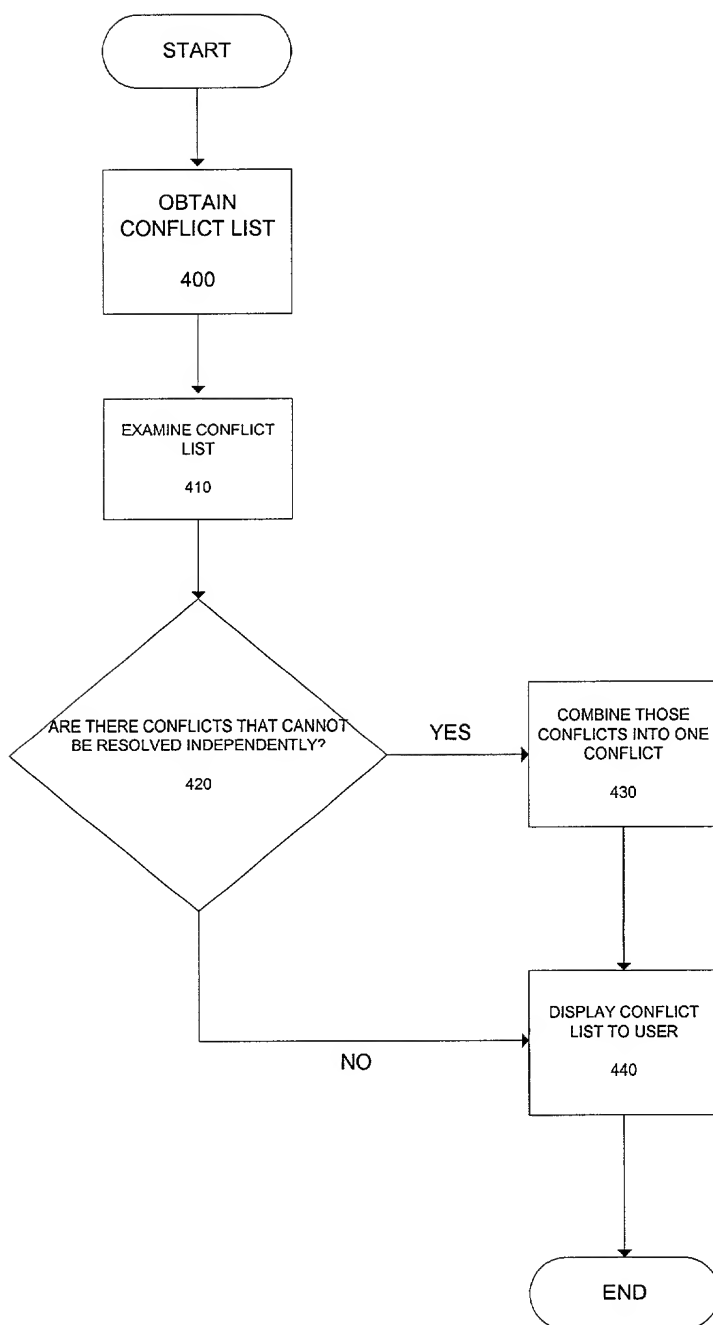 START
OBTAIN
CONFLICT LIST
400
EXAMINE CONFLICT
LIST
410
ARE THERE CONFLICTS THAT CANNOT
BE RESOLVED INDEPENDENTLY?
420
YES
COMBINE THOSE
CONFLICTS INTO ONE
CONFLICT
430
NO
DISPLAY CONFLICT
LIST TO USER
440
END